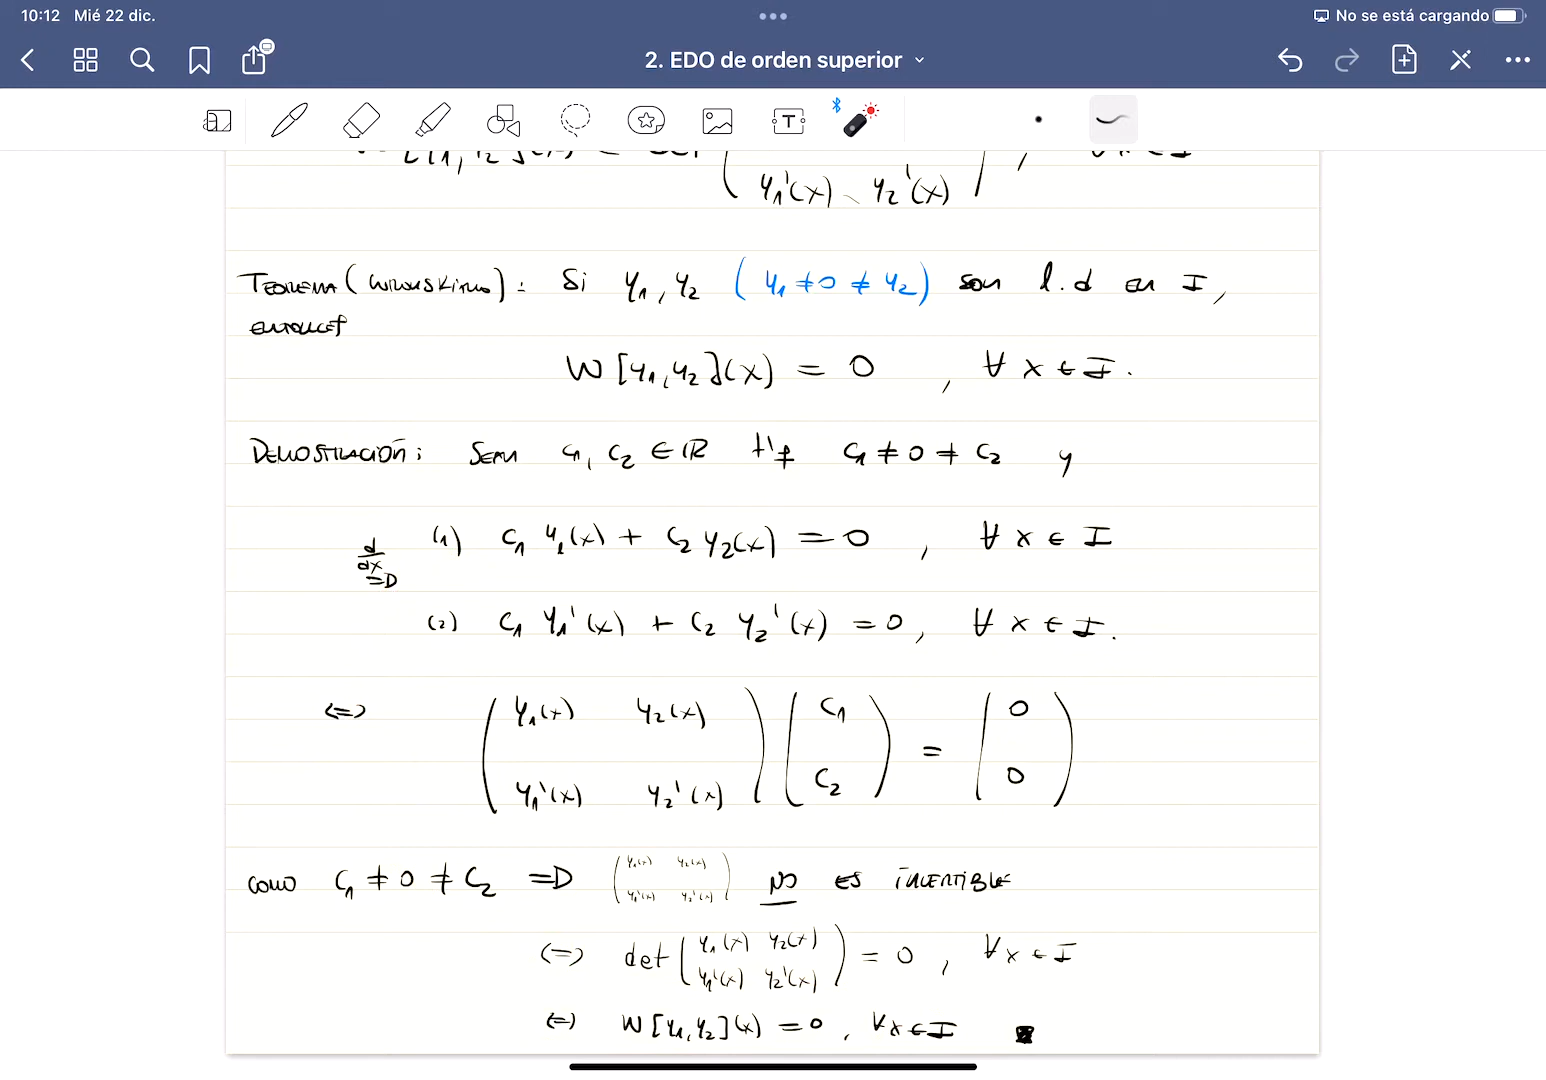 10:12 Mié 22 dic.
No se está cargando
2. EDO de orden superior
T
y₁'(x) y₂'(x)
TEOREMA (WRONSKIANO): Si y₁, y₂ (y₁ ≠ 0 ≠ y₂) son l.d en I,
ENTONCES
W[y₁, y₂](x) = 0 , ∀ x ∈ I.
DEMOSTRACIÓN: SEAN c₁, c₂ ∈ ℝ t'q c₁ ≠ 0 ≠ c₂ y
(1) c₁ y₁(x) + c₂ y₂(x) = 0 , ∀ x ∈ I
d/dx ⇒
(2) c₁ y₁'(x) + c₂ y₂'(x) = 0, ∀ x ∈ I.
⇔ ( y₁(x) y₂(x) ) ( c₁ ) = ( 0 )
( y₁'(x) y₂'(x) ) ( c₂ ) ( 0 )
COMO c₁ ≠ 0 ≠ c₂ ⇒ ( y₁(x) y₂(x) y₁'(x) y₂'(x) ) NO ES INVERTIBLE
⇔ det ( y₁(x) y₂(x) y₁'(x) y₂'(x) ) = 0 , ∀ x ∈ I
⇔ W[y₁, y₂](x) = 0 , ∀ x ∈ I